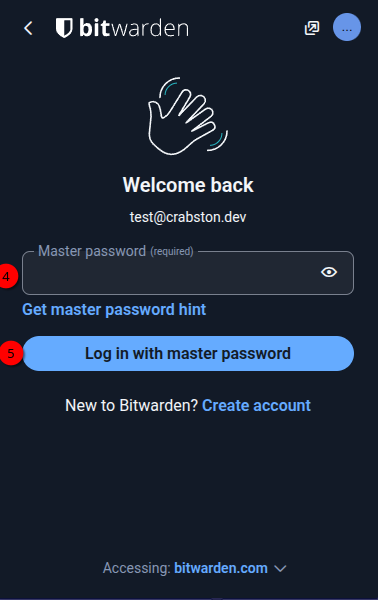 bitwarden
...
Welcome back
test@crabston.dev
Master password (required)
4
Get master password hint
5 Log in with master password
New to Bitwarden? Create account
Accessing: bitwarden.com